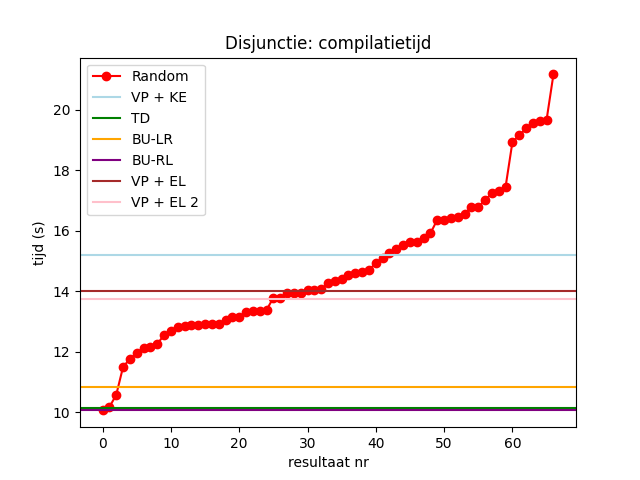 Disjunctie: compilatietijd
Random
VP + KE
TD
BU-LR
BU-RL
VP + EL
VP + EL 2
tijd (s)
20
18
16
14
12
10
0
10
20
30
40
50
60
resultaat nr